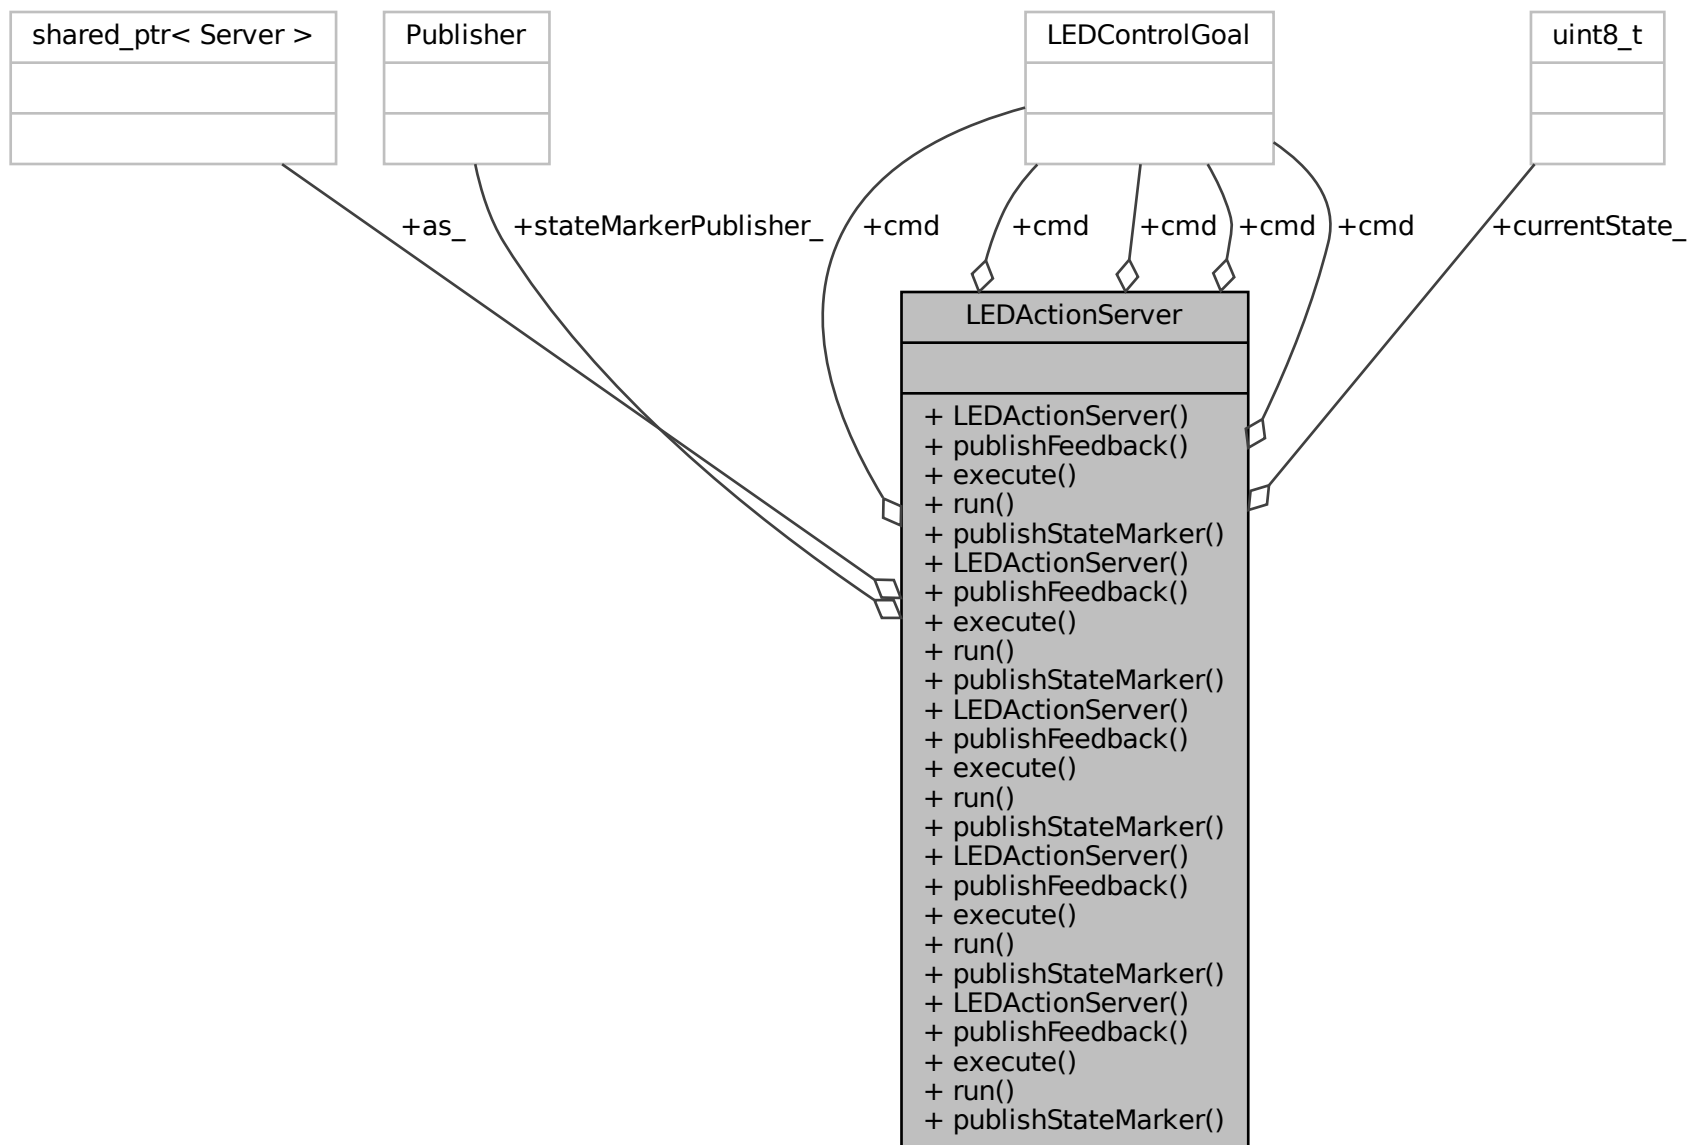 shared_ptr< Server >
Publisher
LEDControlGoal
uint8_t
+as_
+stateMarkerPublisher_
+cmd
+cmd
+cmd
+cmd
+cmd
+currentState_
LEDActionServer
+ LEDActionServer()
+ publishFeedback()
+ execute()
+ run()
+ publishStateMarker()
+ LEDActionServer()
+ publishFeedback()
+ execute()
+ run()
+ publishStateMarker()
+ LEDActionServer()
+ publishFeedback()
+ execute()
+ run()
+ publishStateMarker()
+ LEDActionServer()
+ publishFeedback()
+ execute()
+ run()
+ publishStateMarker()
+ LEDActionServer()
+ publishFeedback()
+ execute()
+ run()
+ publishStateMarker()